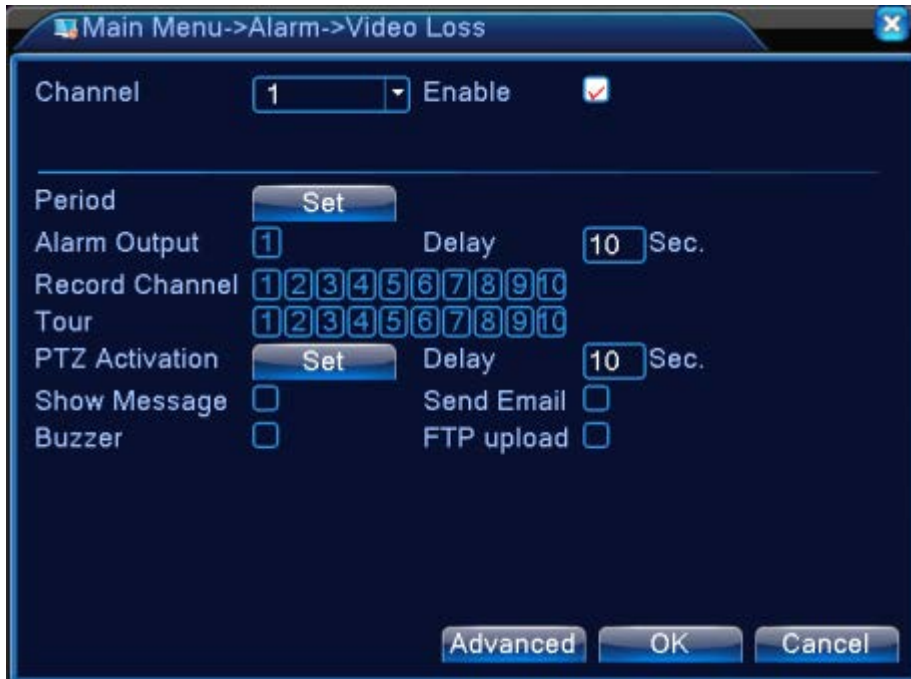 Main Menu->Alarm->Video Loss
Channel 1 Enable
Period Set
Alarm Output 1 Delay 10 Sec.
Record Channel 1 2 3 4 5 6 7 8 9 10
Tour 1 2 3 4 5 6 7 8 9 10
PTZ Activation Set Delay 10 Sec.
Show Message Send Email
Buzzer FTP upload
Advanced OK Cancel